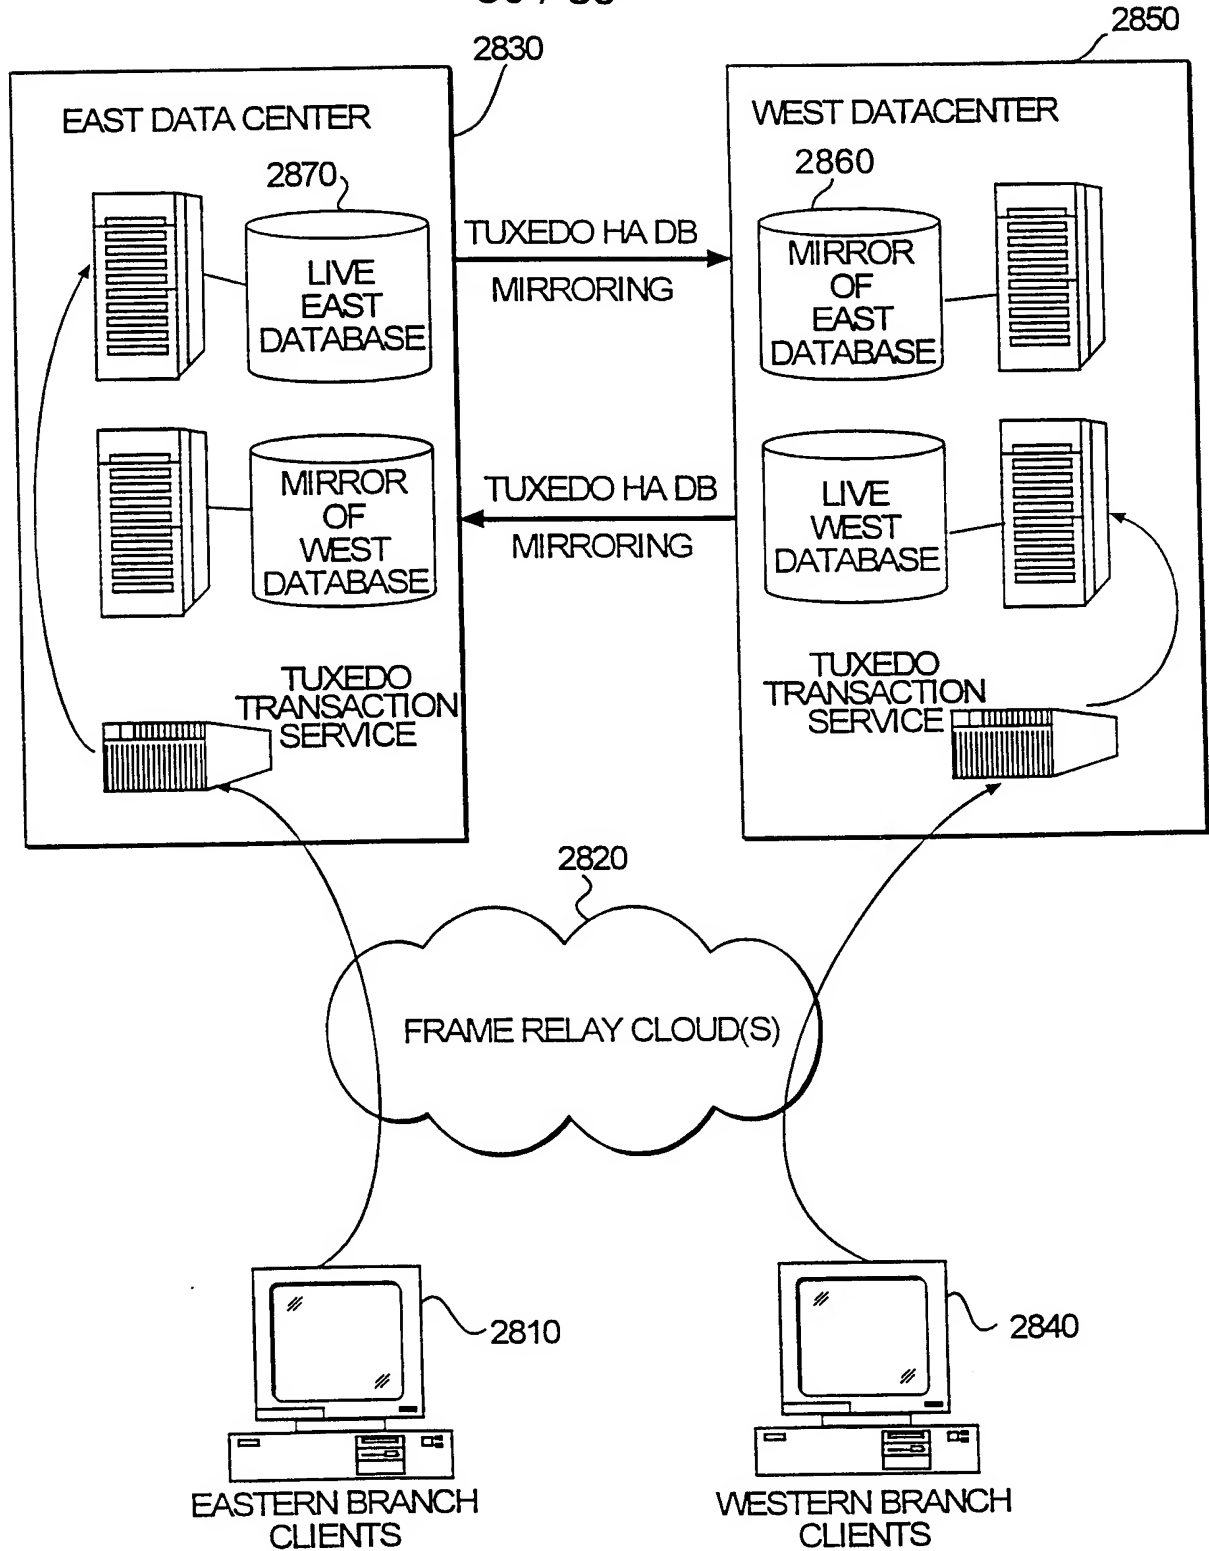 2830
2850
EAST DATA CENTER
WEST DATACENTER
2870
2860
LIVE
EAST
DATABASE
TUXEDO HA DB
MIRRORING
MIRROR
OF
EAST
DATABASE
MIRROR
OF
WEST
DATABASE
TUXEDO HA DB
MIRRORING
LIVE
WEST
DATABASE
TUXEDO
TRANSACTION
SERVICE
TUXEDO
TRANSACTION
SERVICE
2820
FRAME RELAY CLOUD(S)
2810
2840
EASTERN BRANCH
CLIENTS
WESTERN BRANCH
CLIENTS